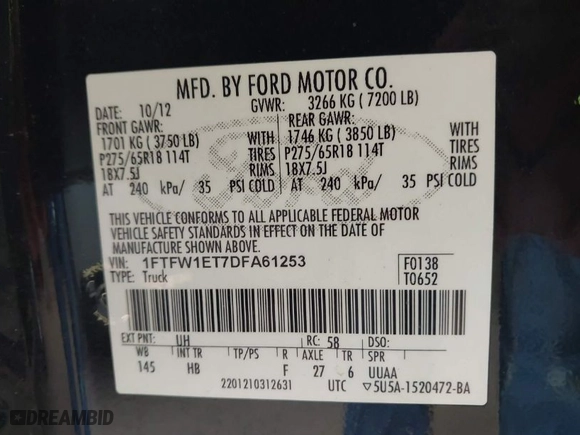 MFD. BY FORD MOTOR CO.
10/12 GVWR: 3266 KG ( 7200 LB)
FRONT GAWR: REAR GAWR:
1701 KG ( 3750 LB) WITH 1746 KG ( 3850 LB) WITH
P275/65R18 114T TIRES P275/65R18 114T TIRES
18X7.5J RIMS 18X7.5J RIMS
AT 240 kPa/ 35 PSI COLD AT 240 kPa/ 35 PSI COLD
Ford
THIS VEHICLE CONFORMS TO ALL APPLICABLE FEDERAL MOTOR
VEHICLE SAFETY STANDARDS IN EFFECT ON THE DATE OF
MANUFACTURE SHOWN ABOVE.
VIN: 1FTFW1ET7DFA61253 F0138
TYPE: Truck T0652
EXT PNT: UH RC: 58 DSO:
WB INT TR TP/PS R AXLE TR SPR
145 HB F 27 6 UUAA
2201210312631 UTC ▽5U5A-1520472-BA
DREAMBID